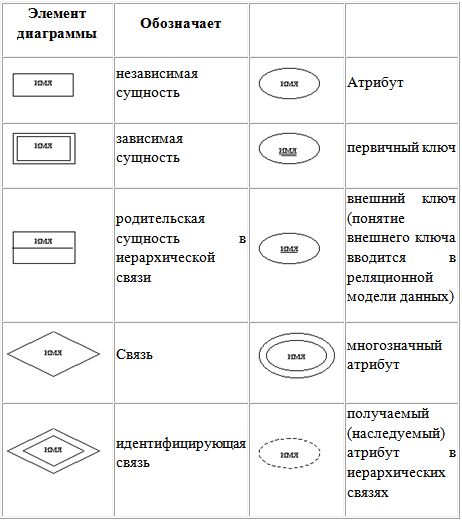 Элемент
диаграммы
Обозначает
имя
независимая
сущность
имя
Атрибут
имя
зависимая
сущность
имя
первичный ключ
имя
родительская
сущность в
иерархической
связи
имя
внешний ключ
(понятие
внешнего ключа
вводится в
реляционной
модели данных)
имя
Связь
имя
многозначный
атрибут
имя
идентифицирующая
связь
имя
получаемый
(наследуемый)
атрибут в
иерархических
связях